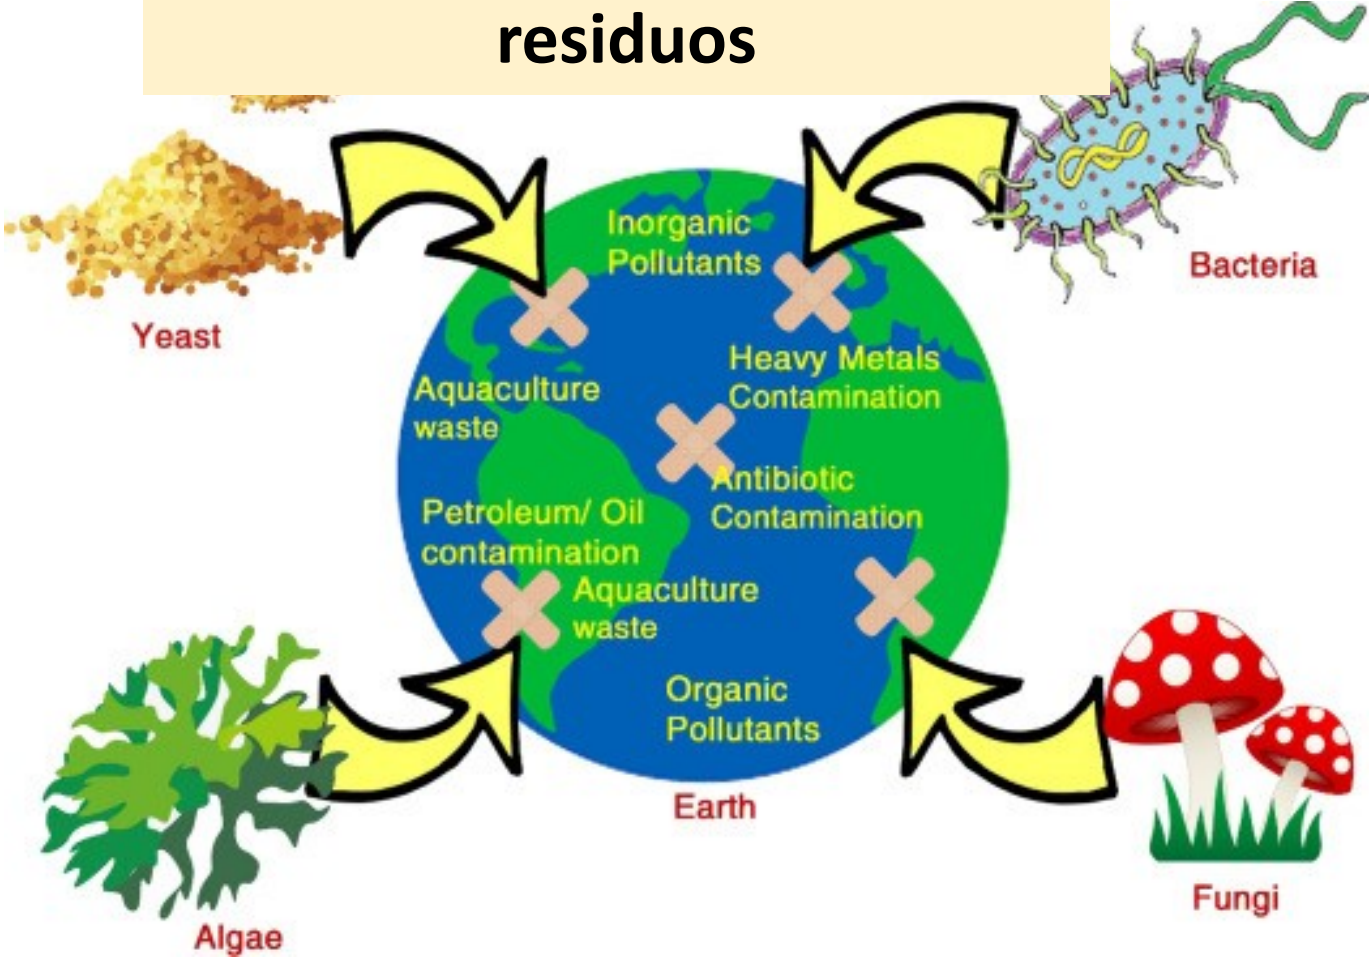 residuos
Inorganic
Pollutants
Bacteria
Yeast
Heavy Metals
Contamination
Aquaculture
waste
Antibiotic
Contamination
Petroleum/ Oil
contamination
Aquaculture
waste
Organic
Pollutants
Earth
Fungi
Algae